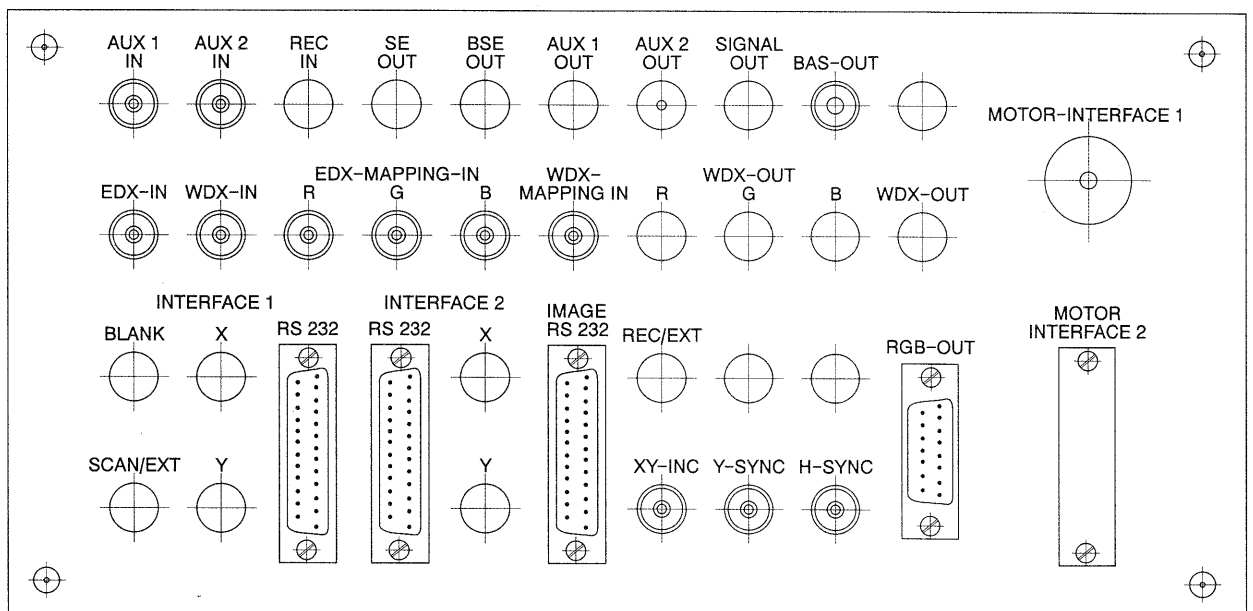 AUX 1 IN
AUX 2 IN
REC IN
SE OUT
BSE OUT
AUX 1 OUT
AUX 2 OUT
SIGNAL OUT
BAS-OUT
MOTOR-INTERFACE 1
EDX-IN
WDX-IN
EDX-MAPPING-IN
R
G
B
WDX-
MAPPING IN
WDX-OUT
R
G
B
WDX-OUT
INTERFACE 1
BLANK
X
RS 232
SCAN/EXT
Y
INTERFACE 2
RS 232
X
Y
IMAGE
RS 232
REC/EXT
XY-INC
Y-SYNC
H-SYNC
RGB-OUT
MOTOR
INTERFACE 2